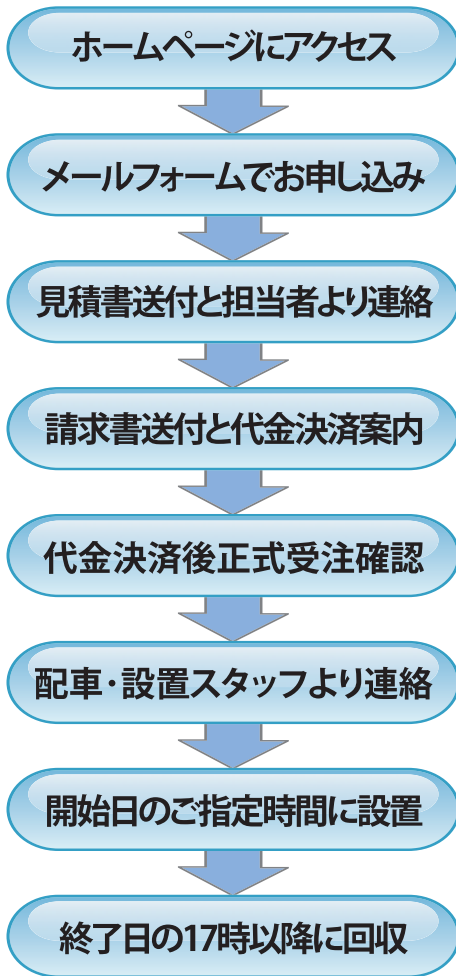 ホームページにアクセス
メールフォームでお申し込み
見積書送付と担当者より連絡
請求書送付と代金決済案内
代金決済後正式受注確認
配車・設置スタッフより連絡
開始日のご指定時間に設置
終了日の17時以降に回収